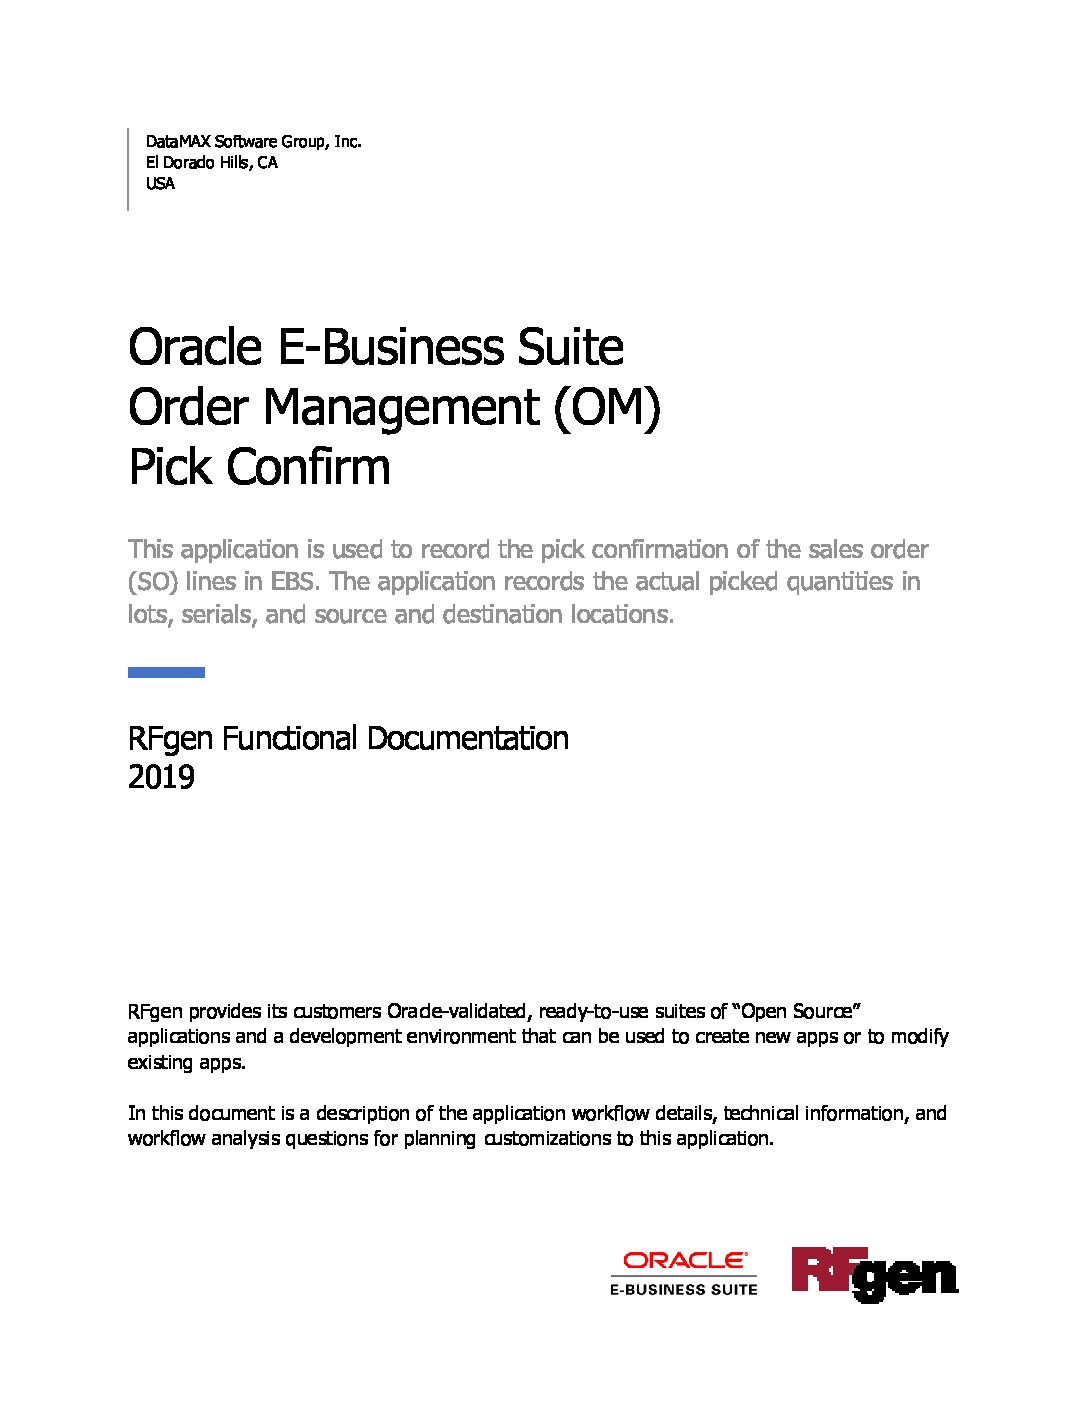 DataMAX Software Group, Inc.
El Dorado Hills, CA
USA
Oracle E-Business Suite
Order Management (OM)
Pick Confirm
This application is used to record the pick confirmation of the sales order
(SO) lines in EBS. The application records the actual picked quantities in
lots, serials, and source and destination locations.
RFgen Functional Documentation
2019
RFgen provides its customers Oracle-validated, ready-to-use suites of “Open Source”
applications and a development environment that can be used to create new apps or to modify
existing apps.
In this document is a description of the application workflow details, technical information, and
workflow analysis questions for planning customizations to this application.
ORACLE®
E-BUSINESS SUITE
RFgen